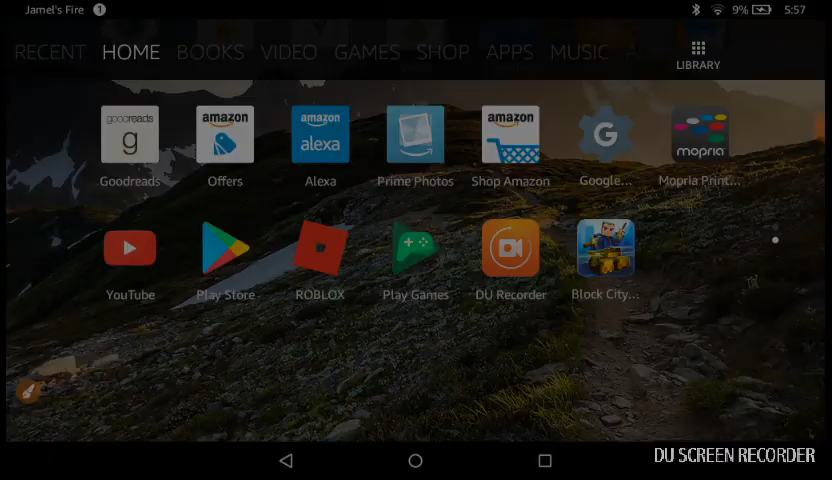 Jamel's Fire 1 9% 5:57
RECENT HOME BOOKS VIDEO GAMES SHOP APPS MUSIC A
LIBRARY
goodreads
g
amazon
amazon
alexa
amazon
G
mopria
Goodreads Offers Alexa Prime Photos Shop Amazon Google... Mopria Print...
YouTube Play Store ROBLOX Play Games DU Recorder Block City...
DU SCREEN RECORDER